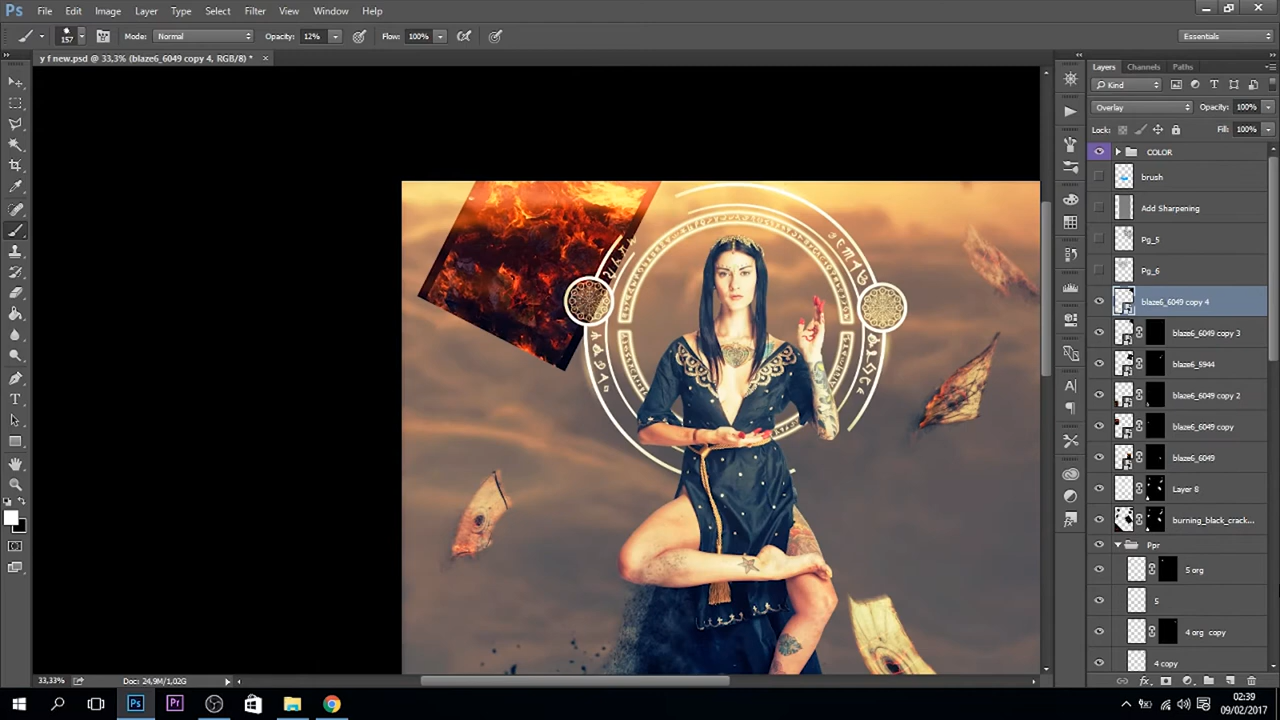 Ps File Edit Image Layer Type Select Filter View Window Help
157 Mode: Normal Opacity: 12% Flow: 100% Essentials
y f new.psd @ 33,3% (blaze6_6049 copy 4, RGB/8) * ×
Layers Channels Paths
Kind
Overlay Opacity: 100%
Lock: Fill: 100%
COLOR
brush
Add Sharpening
Pg_5
Pg_6
blaze6_6049 copy 4
blaze6_6049 copy 3
blaze6_5944
blaze6_6049 copy 2
blaze6_6049 copy
blaze6_6049
Layer 8
burning_black_crack...
Ppr
5 org
5
4 org copy
4 copy
33,33% Doc: 24,9M/1,02G
Ps Pr
02:39
09/02/2017